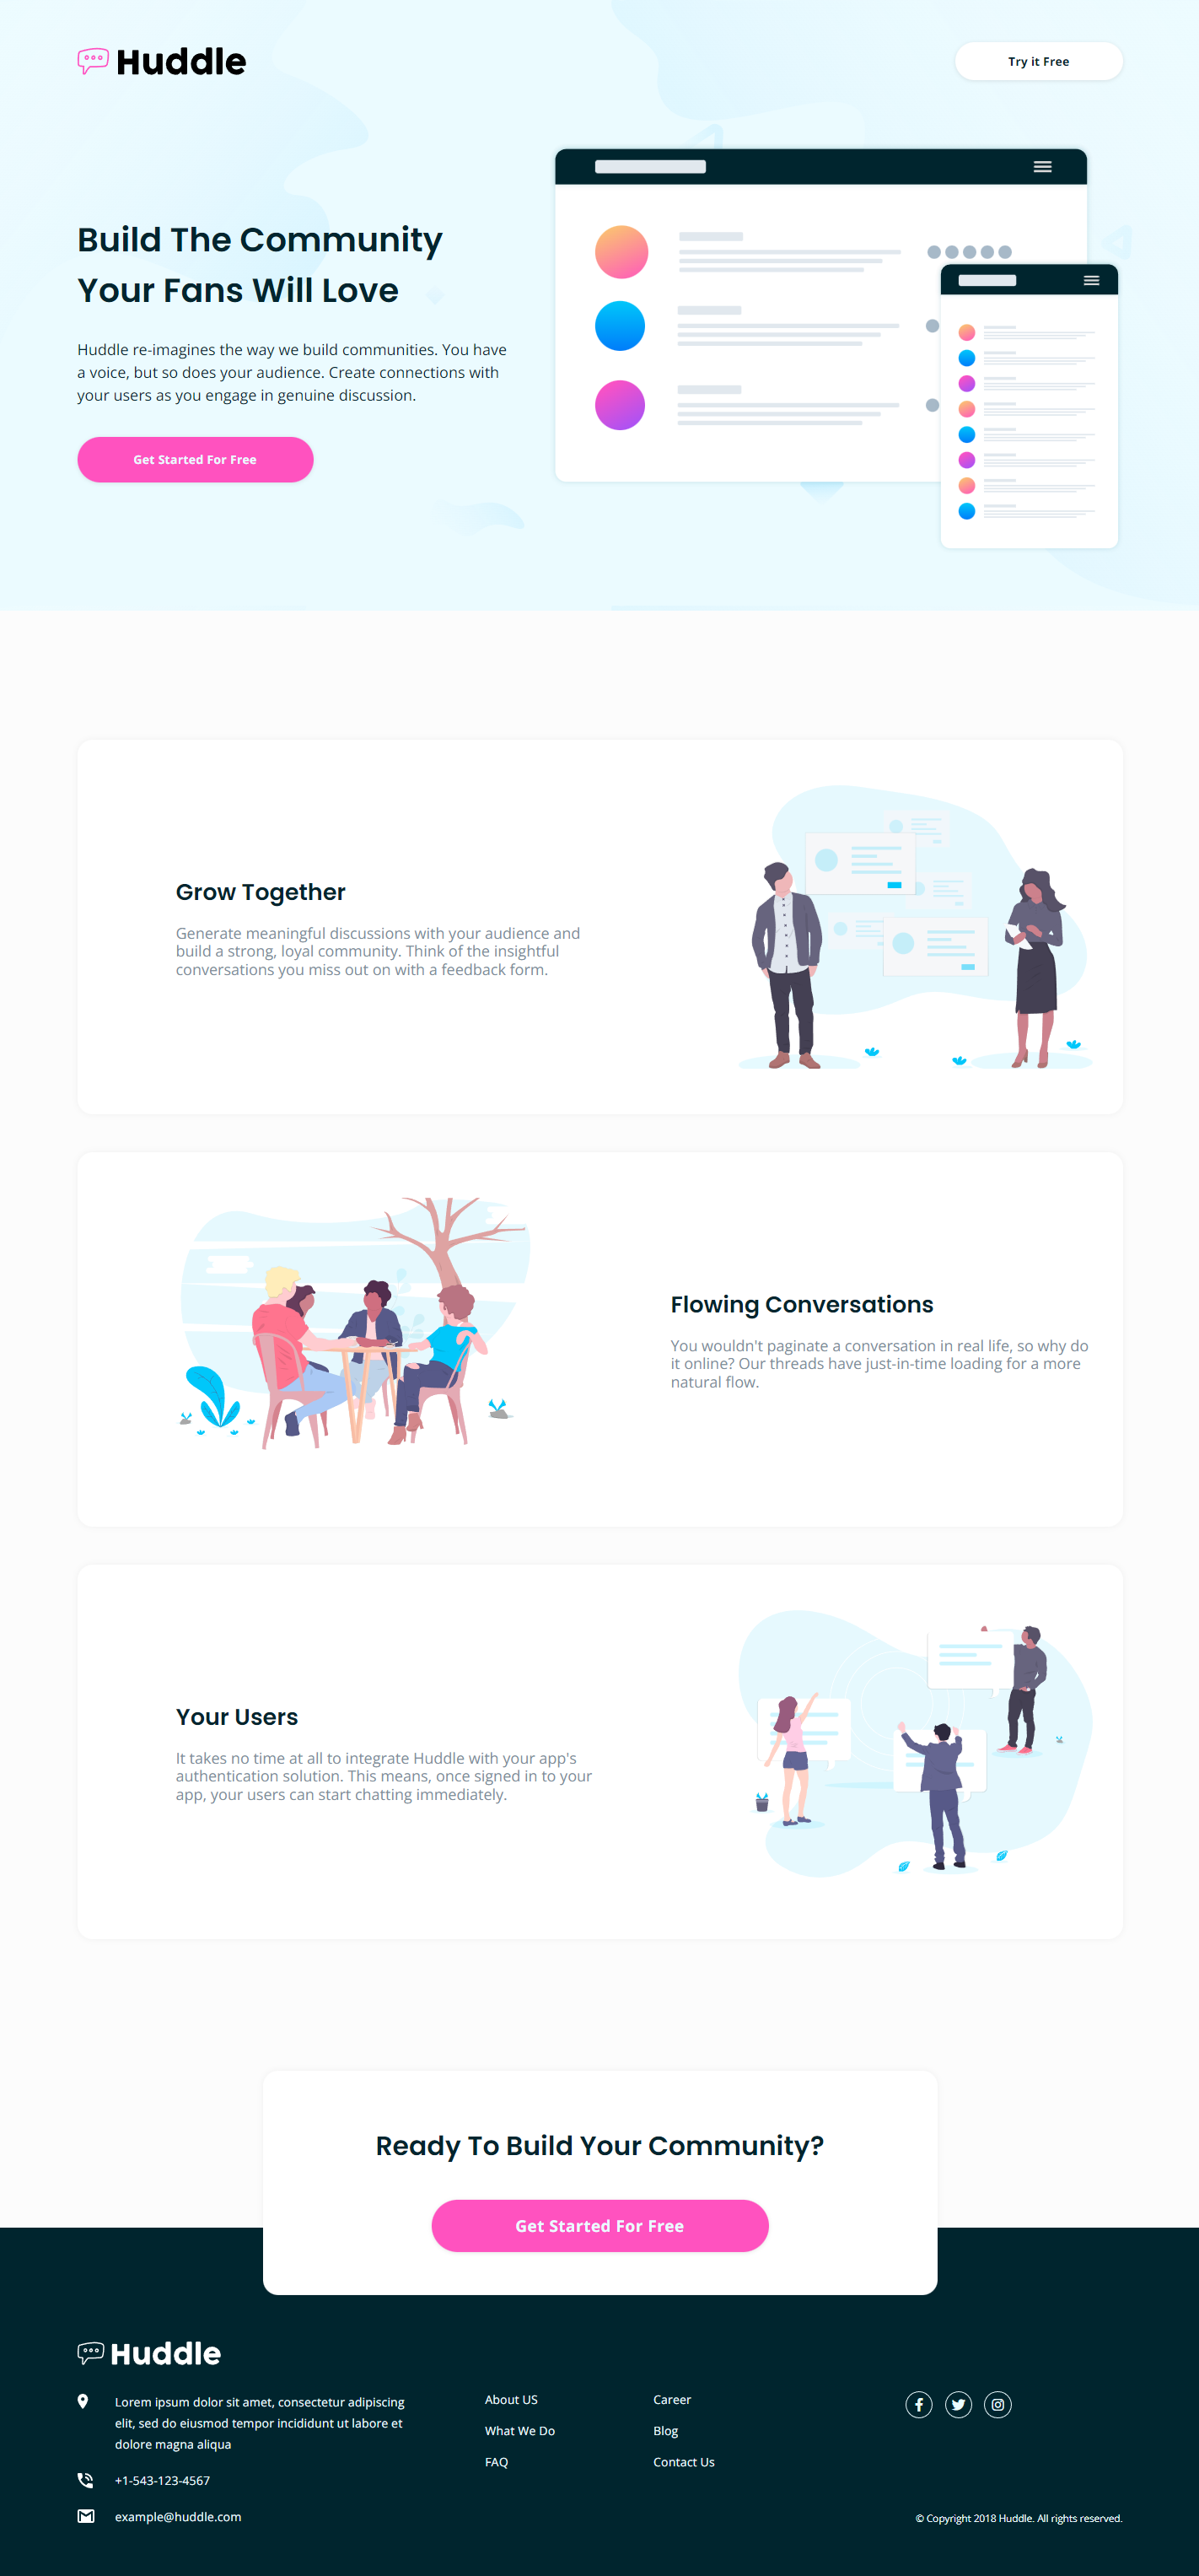 Huddle
Try it Free
Build The Community
Your Fans Will Love
Huddle re-imagines the way we build communities. You have
a voice, but so does your audience. Create connections with
your users as you engage in genuine discussion.
Get Started For Free
Grow Together
Generate meaningful discussions with your audience and
build a strong, loyal community. Think of the insightful
conversations you miss out on with a feedback form.
Flowing Conversations
You wouldn't paginate a conversation in real life, so why do
it online? Our threads have just-in-time loading for a more
natural flow.
Your Users
It takes no time at all to integrate Huddle with your app's
authentication solution. This means, once signed in to your
app, your users can start chatting immediately.
Ready To Build Your Community?
Get Started For Free
Huddle
Lorem ipsum dolor sit amet, consectetur adipiscing
elit, sed do eiusmod tempor incididunt ut labore et
dolore magna aliqua
+1-543-123-4567
example@huddle.com
About US
What We Do
FAQ
Career
Blog
Contact Us
© Copyright 2018 Huddle. All rights reserved.